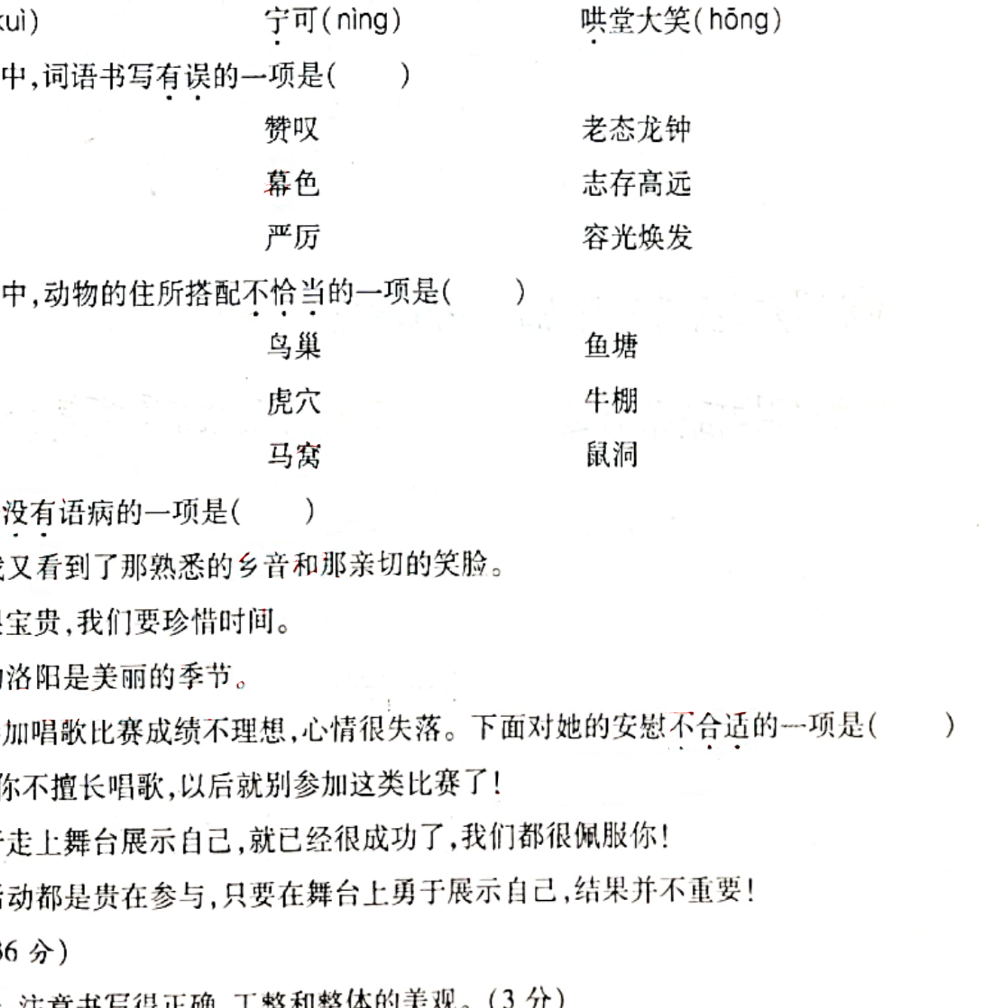 kuì) 宁可(nìng) 哄堂大笑(hōng)
中,词语书写有误的一项是( )
赞叹 老态龙钟
幕色 志存高远
严厉 容光焕发
中,动物的住所搭配不恰当的一项是( )
鸟巢 鱼塘
虎穴 牛棚
马窝 鼠洞
没有语病的一项是( )
我又看到了那熟悉的乡音和那亲切的笑脸。
宝贵,我们要珍惜时间。
的洛阳是美丽的季节。
加唱歌比赛成绩不理想,心情很失落。下面对她的安慰不合适的一项是( )
你不擅长唱歌,以后就别参加这类比赛了!
于走上舞台展示自己,就已经很成功了,我们都很佩服你!
活动都是贵在参与,只要在舞台上勇于展示自己,结果并不重要!
36 分)
注意书写得正确、工整和整体的美观。(3 分)